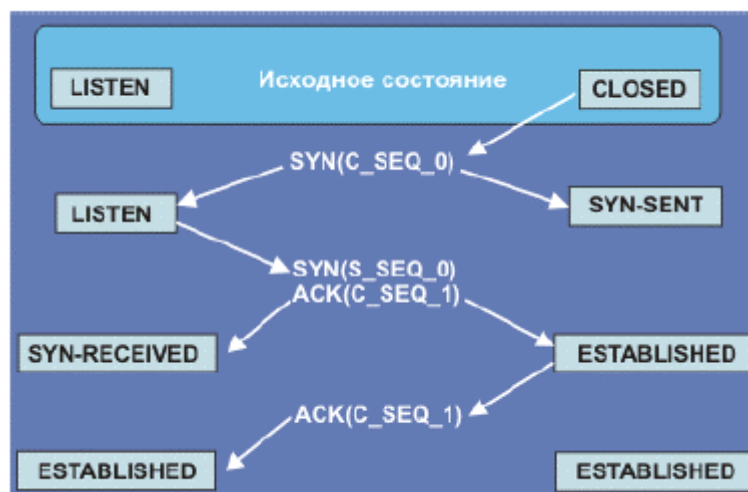 LISTEN Исходное состояние CLOSED
SYN(C_SEQ_0)
LISTEN SYN-SENT
SYN(S_SEQ_0)
ACK(C_SEQ_1)
SYN-RECEIVED ESTABLISHED
ACK(C_SEQ_1)
ESTABLISHED ESTABLISHED